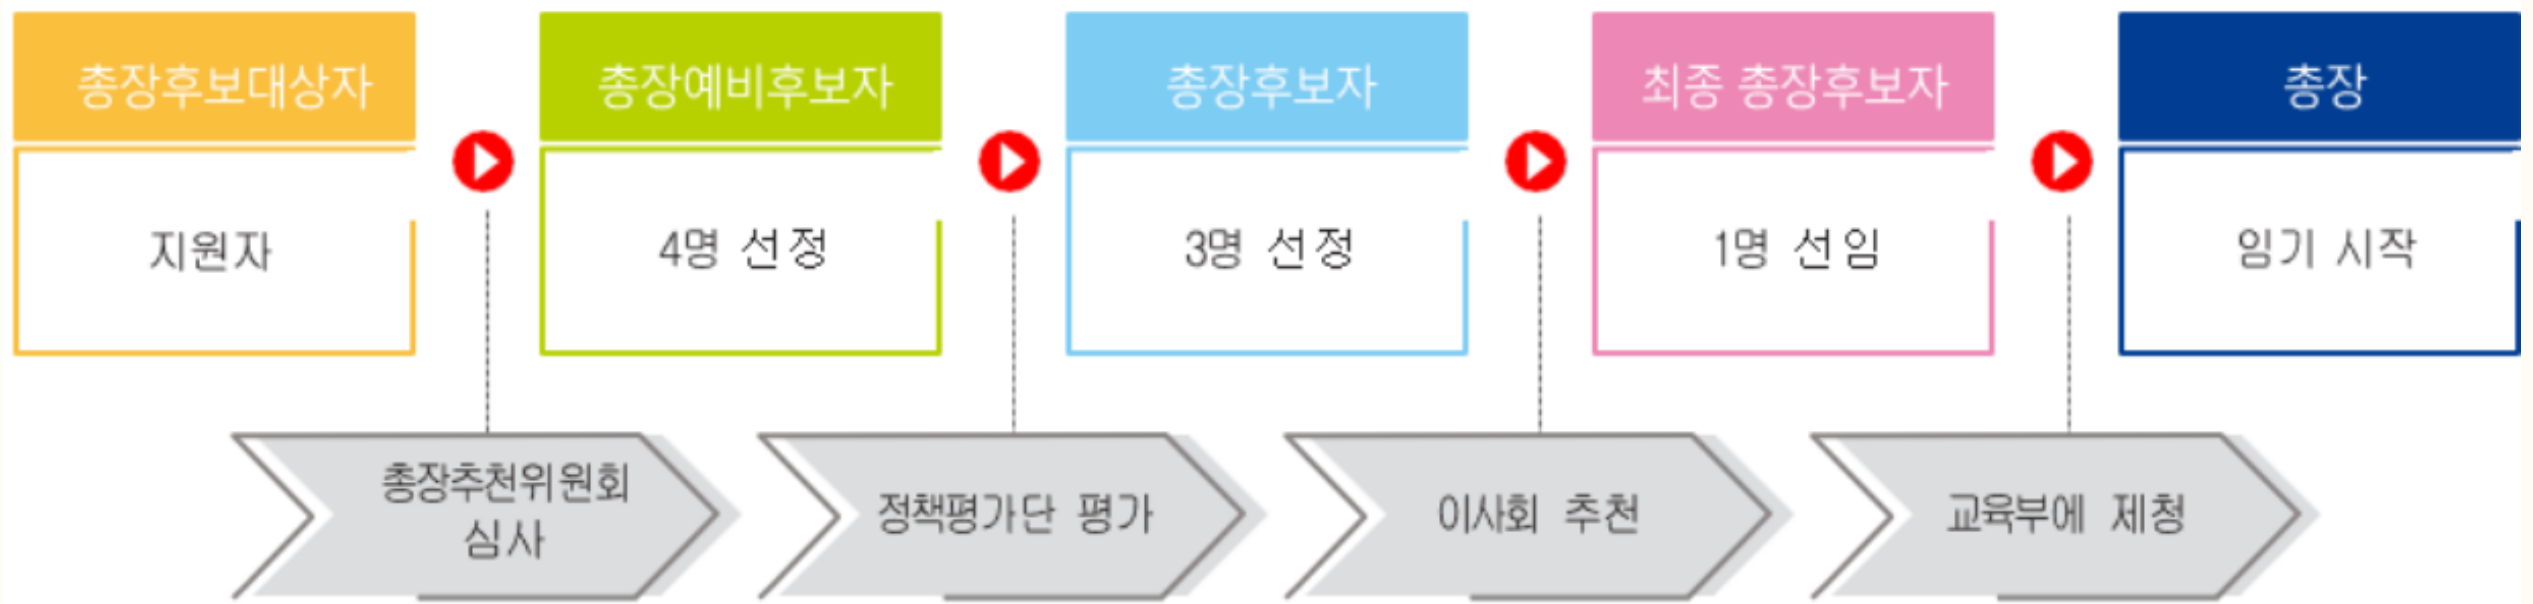 총장후보대상자
총장예비후보자
총장후보자
최종 총장후보자
총장
지원자
4명 선정
3명 선정
1명 선임
임기 시작
총장추천위원회
심사
정책평가단 평가
이사회 추천
교육부에 제청